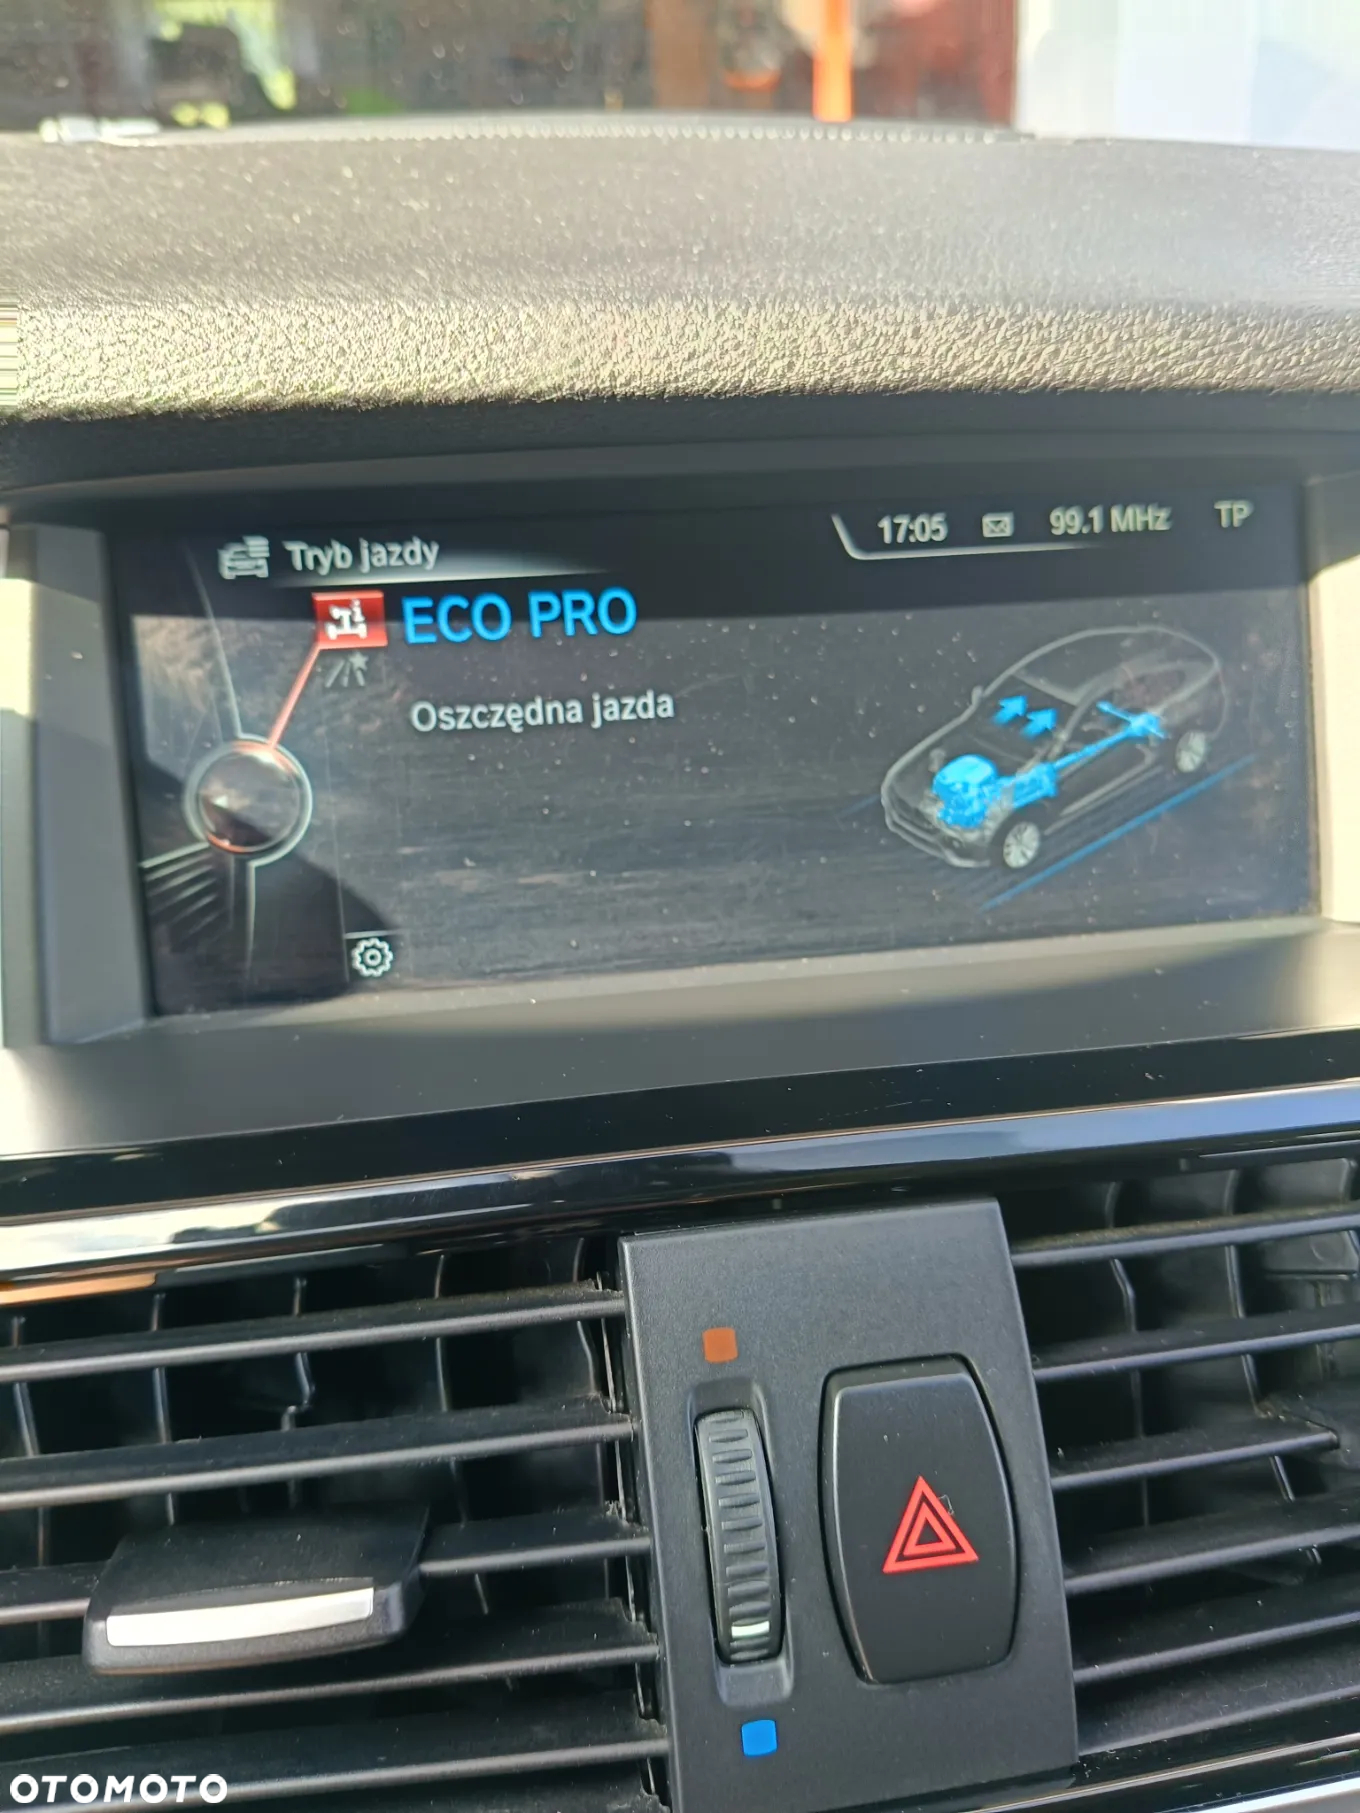 Tryb jazdy
17:05 99.1 MHz TP
ECO PRO
Oszczędna jazda
OTOMOTO